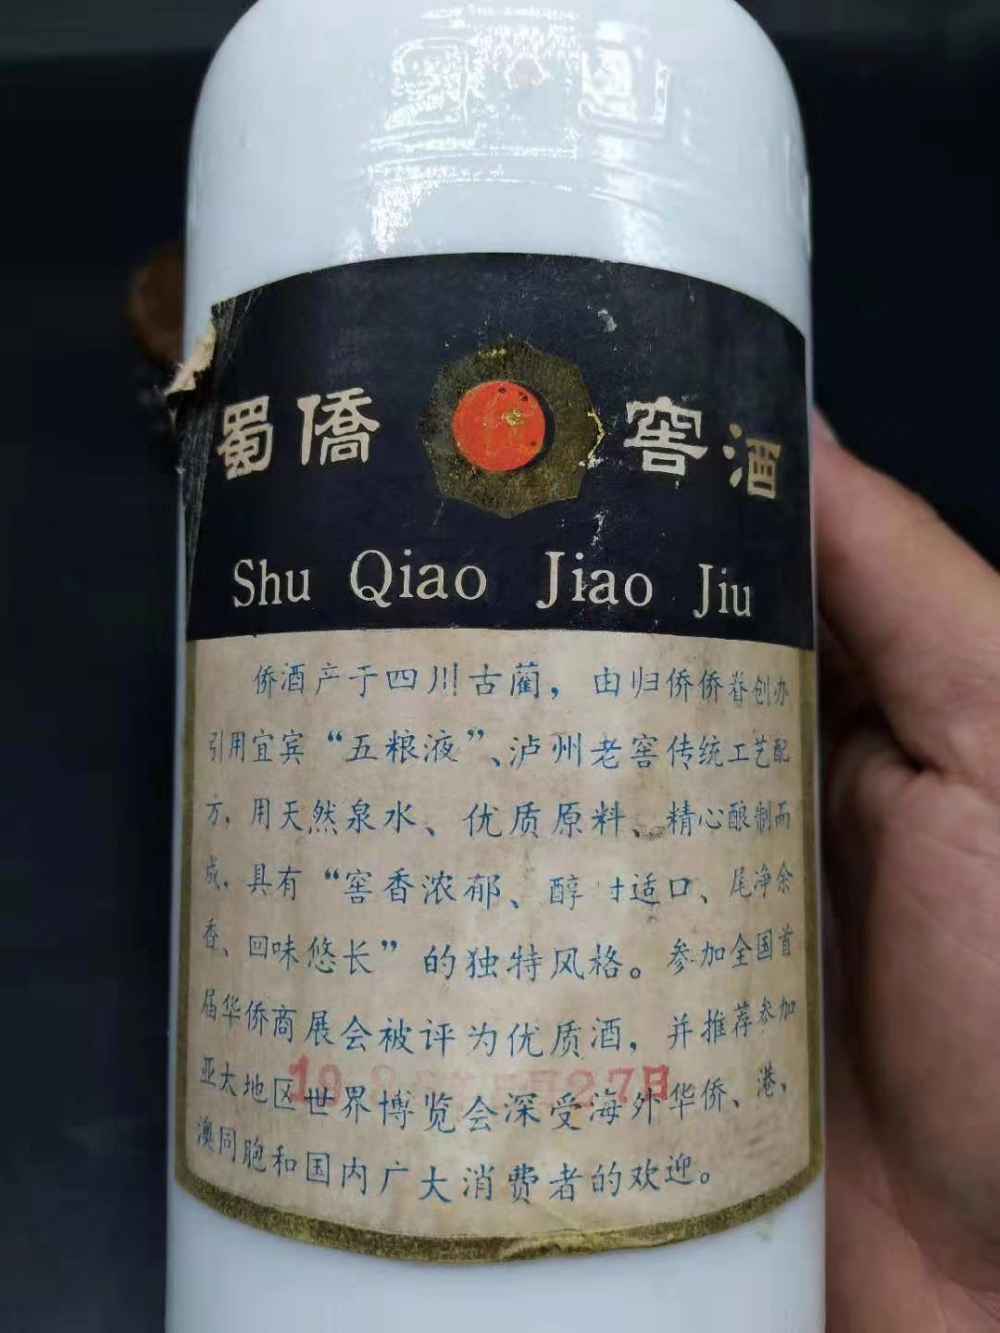 蜀僑 窖酒
Shu Qiao Jiao Jiu
侨酒产于四川古蔺，由归侨侨眷创办
引用宜宾“五粮液”、泸州老窖传统工艺配
方，用天然泉水、优质原料、精心酿制而
成，具有“窖香浓郁、醇 适口、尾净余
香、回味悠长”的独特风格。参加全国首
届华侨商展会被评为优质酒，并推荐参加
亚太地区世界博览会深受海外华侨、港，
澳同胞和国内广大消费者的欢迎。
19 27日